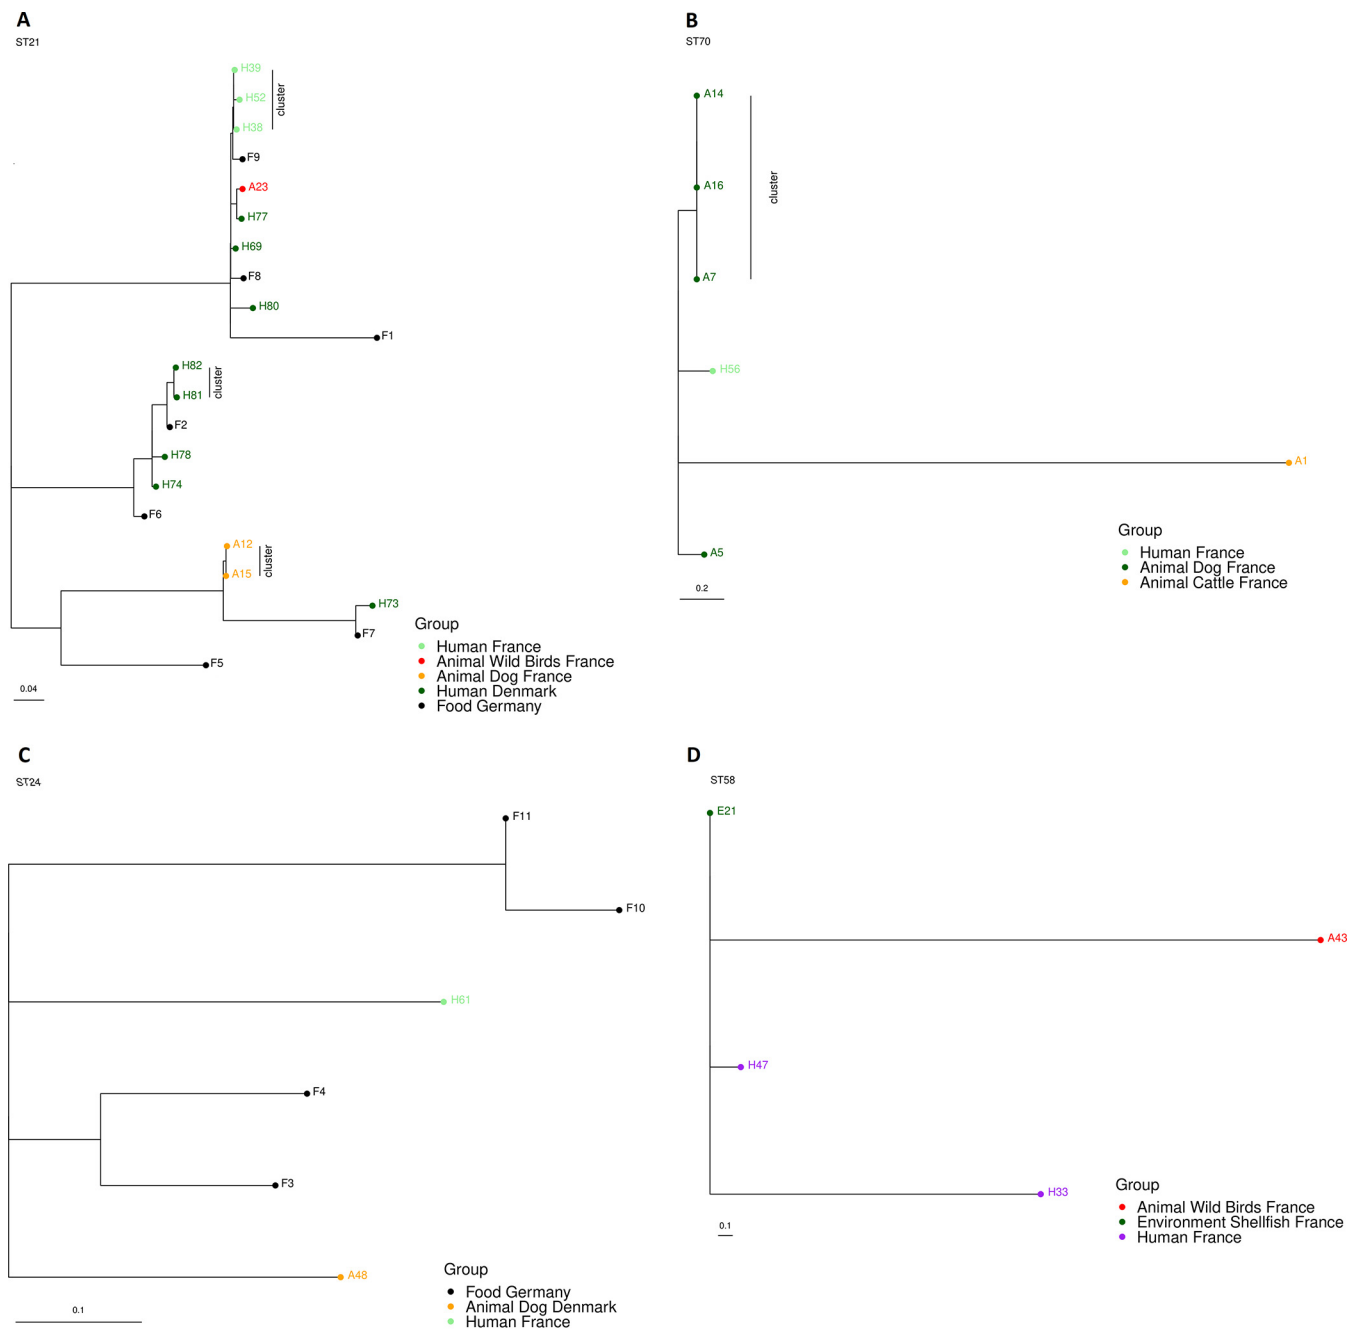 A
ST21
H39
H52
H38
cluster
F9
A23
H77
H69
F8
H80
F1
H82
H81
cluster
F2
H78
H74
F6
A12
A15
cluster
H73
F7
F5
0.04
Group
Human France
Animal Wild Birds France
Animal Dog France
Human Denmark
Food Germany
B
ST70
A14
A16
A7
cluster
H56
A1
A5
0.2
Group
Human France
Animal Dog France
Animal Cattle France
C
ST24
F11
F10
H61
F4
F3
A48
0.1
Group
Food Germany
Animal Dog Denmark
Human France
D
ST58
E21
A43
H47
H33
0.1
Group
Animal Wild Birds France
Environment Shellfish France
Human France